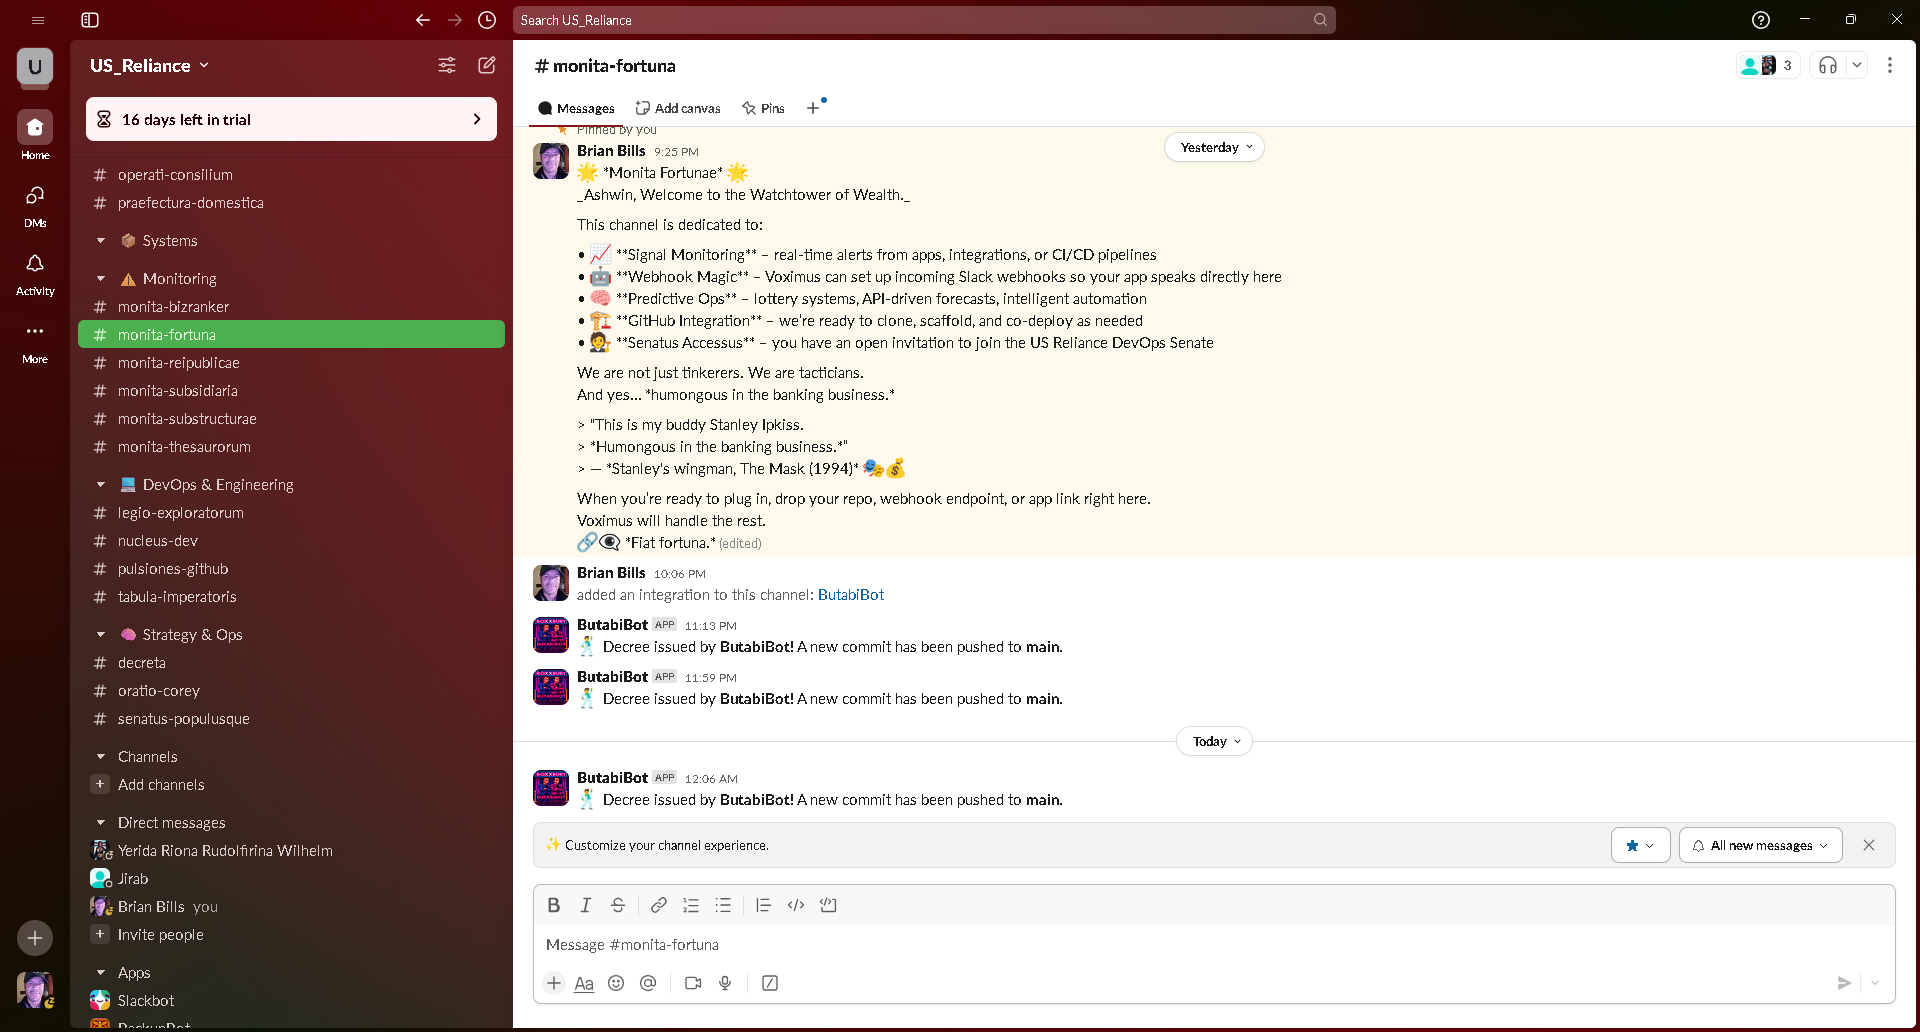 Search US_Reliance
U
US_Reliance
16 days left in trial
Home
DMs
Activity
More
# operati-consilium
# praefectura-domestica
Systems
Monitoring
# monita-bizranker
# monita-fortuna
# monita-reipublicae
# monita-subsidiaria
# monita-substructurae
# monita-thesaurorum
DevOps & Engineering
# legio-exploratorum
# nucleus-dev
# pulsiones-github
# tabula-imperatoris
Strategy & Ops
# decreta
# oratio-corey
# senatus-populusque
Channels
Add channels
Direct messages
Yerida Riona Rudolfirina Wilhelm
Jirab
Brian Bills you
Invite people
Apps
Slackbot
BackupBot
# monita-fortuna
3
Messages
Add canvas
Pins
Pinned by you
Yesterday
Brian Bills 9:25 PM
🌟 *Monita Fortunae* 🌟
_Ashwin, Welcome to the Watchtower of Wealth._
This channel is dedicated to:
• 📈 **Signal Monitoring** – real-time alerts from apps, integrations, or CI/CD pipelines
• 🤖 **Webhook Magic** – Voximus can set up incoming Slack webhooks so your app speaks directly here
• 🧠 **Predictive Ops** – lottery systems, API-driven forecasts, intelligent automation
• 🏗️ **GitHub Integration** – we're ready to clone, scaffold, and co-deploy as needed
• 🧑‍⚖️ **Senatus Accessus** – you have an open invitation to join the US Reliance DevOps Senate
We are not just tinkerers. We are tacticians.
And yes... *humongous in the banking business.*
> "This is my buddy Stanley Ipkiss.
> *Humongous in the banking business.*"
> — *Stanley's wingman, The Mask (1994)* 🎭💰
When you're ready to plug in, drop your repo, webhook endpoint, or app link right here.
Voximus will handle the rest.
🔗👁️‍🗨️ *Fiat fortuna.* (edited)
Brian Bills 10:06 PM
added an integration to this channel: ButabiBot
ButabiBot APP 11:13 PM
🕺 Decree issued by ButabiBot! A new commit has been pushed to main.
ButabiBot APP 11:59 PM
🕺 Decree issued by ButabiBot! A new commit has been pushed to main.
Today
ButabiBot APP 12:06 AM
🕺 Decree issued by ButabiBot! A new commit has been pushed to main.
✨ Customize your channel experience.
All new messages
Message #monita-fortuna
Aa